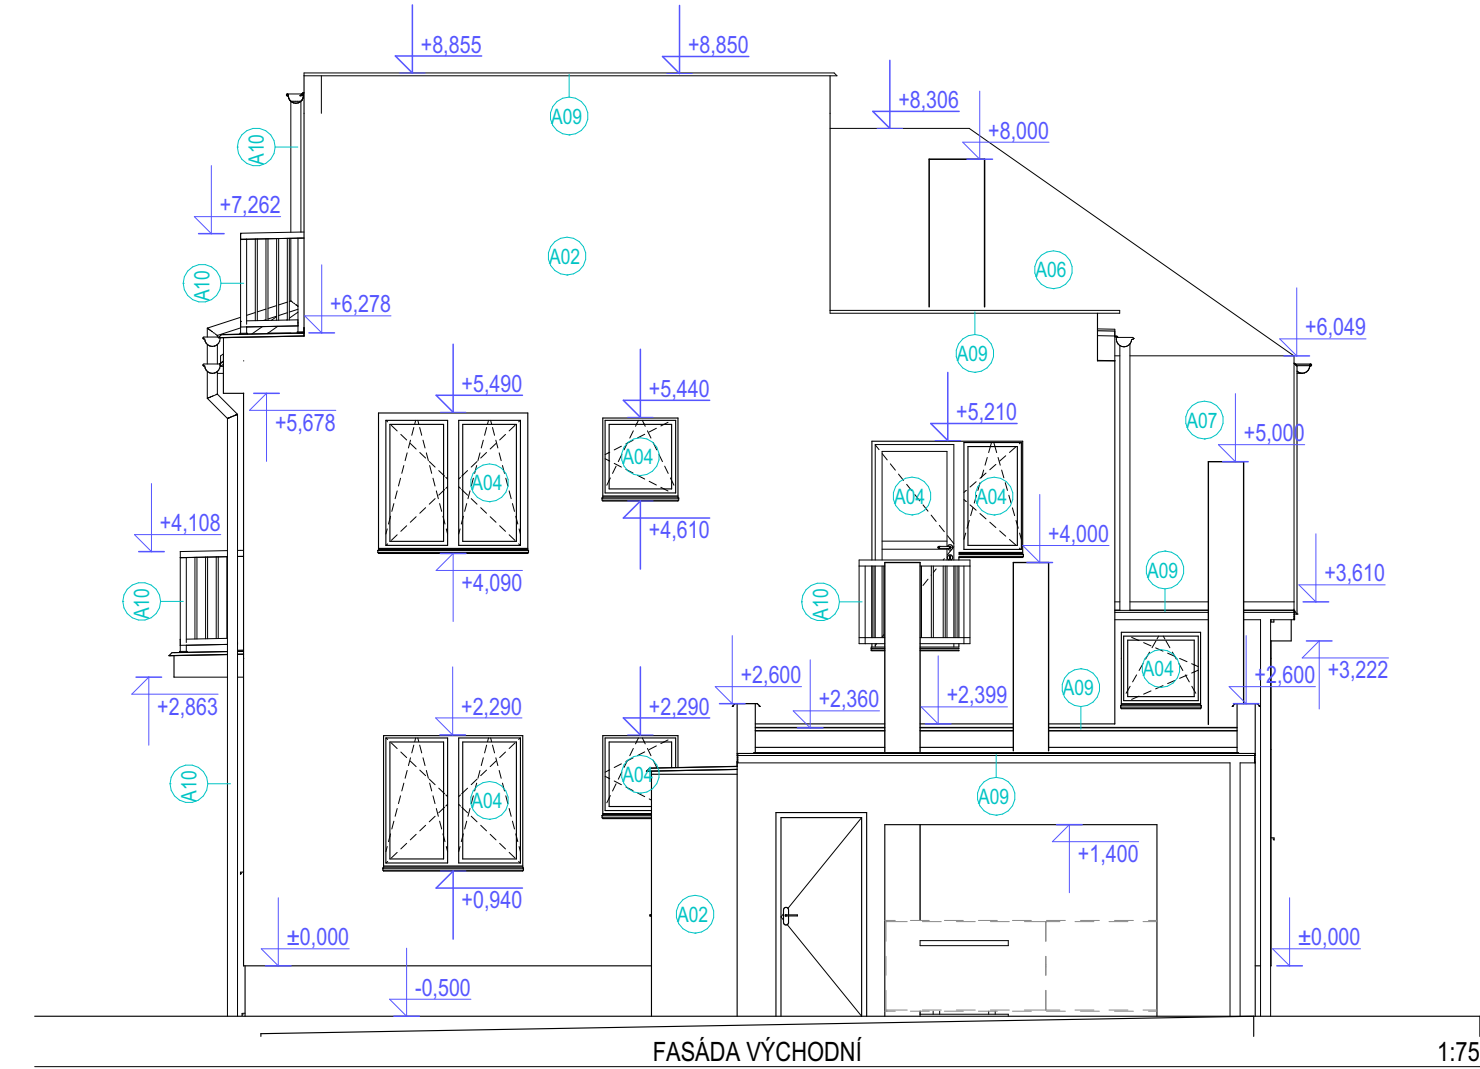 +8,855
+8,850
+8,306
A09
+8,000
A10
+7,262
A02
A06
A10
+6,278
+6,049
A09
+5,490
+5,440
+5,210
+5,678
A07
+5,000
A04
A04
A04
A04
+4,108
+4,610
+4,000
+4,090
A09
+3,610
A10
A10
A04
+3,222
+2,600
A09
+2,600
+2,863
+2,360
+2,399
+2,290
+2,290
A10
A04
A04
A09
+1,400
+0,940
A02
±0,000
±0,000
-0,500
FASÁDA VÝCHODNÍ
1:75